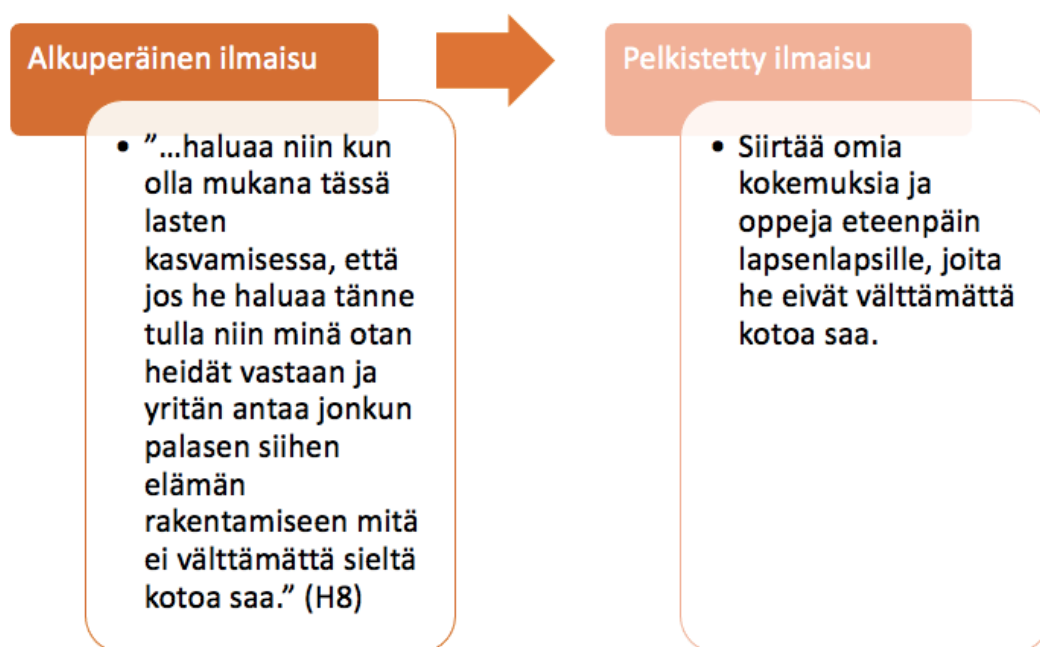 Alkuperäinen ilmaisu
• ”…haluaa niin kun
olla mukana tässä
lasten
kasvamisessa, että
jos he haluaa tänne
tulla niin minä otan
heidät vastaan ja
yritän antaa jonkun
palasen siihen
elämän
rakentamiseen mitä
ei välttämättä sieltä
kotoa saa.” (H8)
Pelkistetty ilmaisu
• Siirtää omia
kokemuksia ja
oppeja eteenpäin
lapsenlapsille, joita
he eivät välttämättä
kotoa saa.